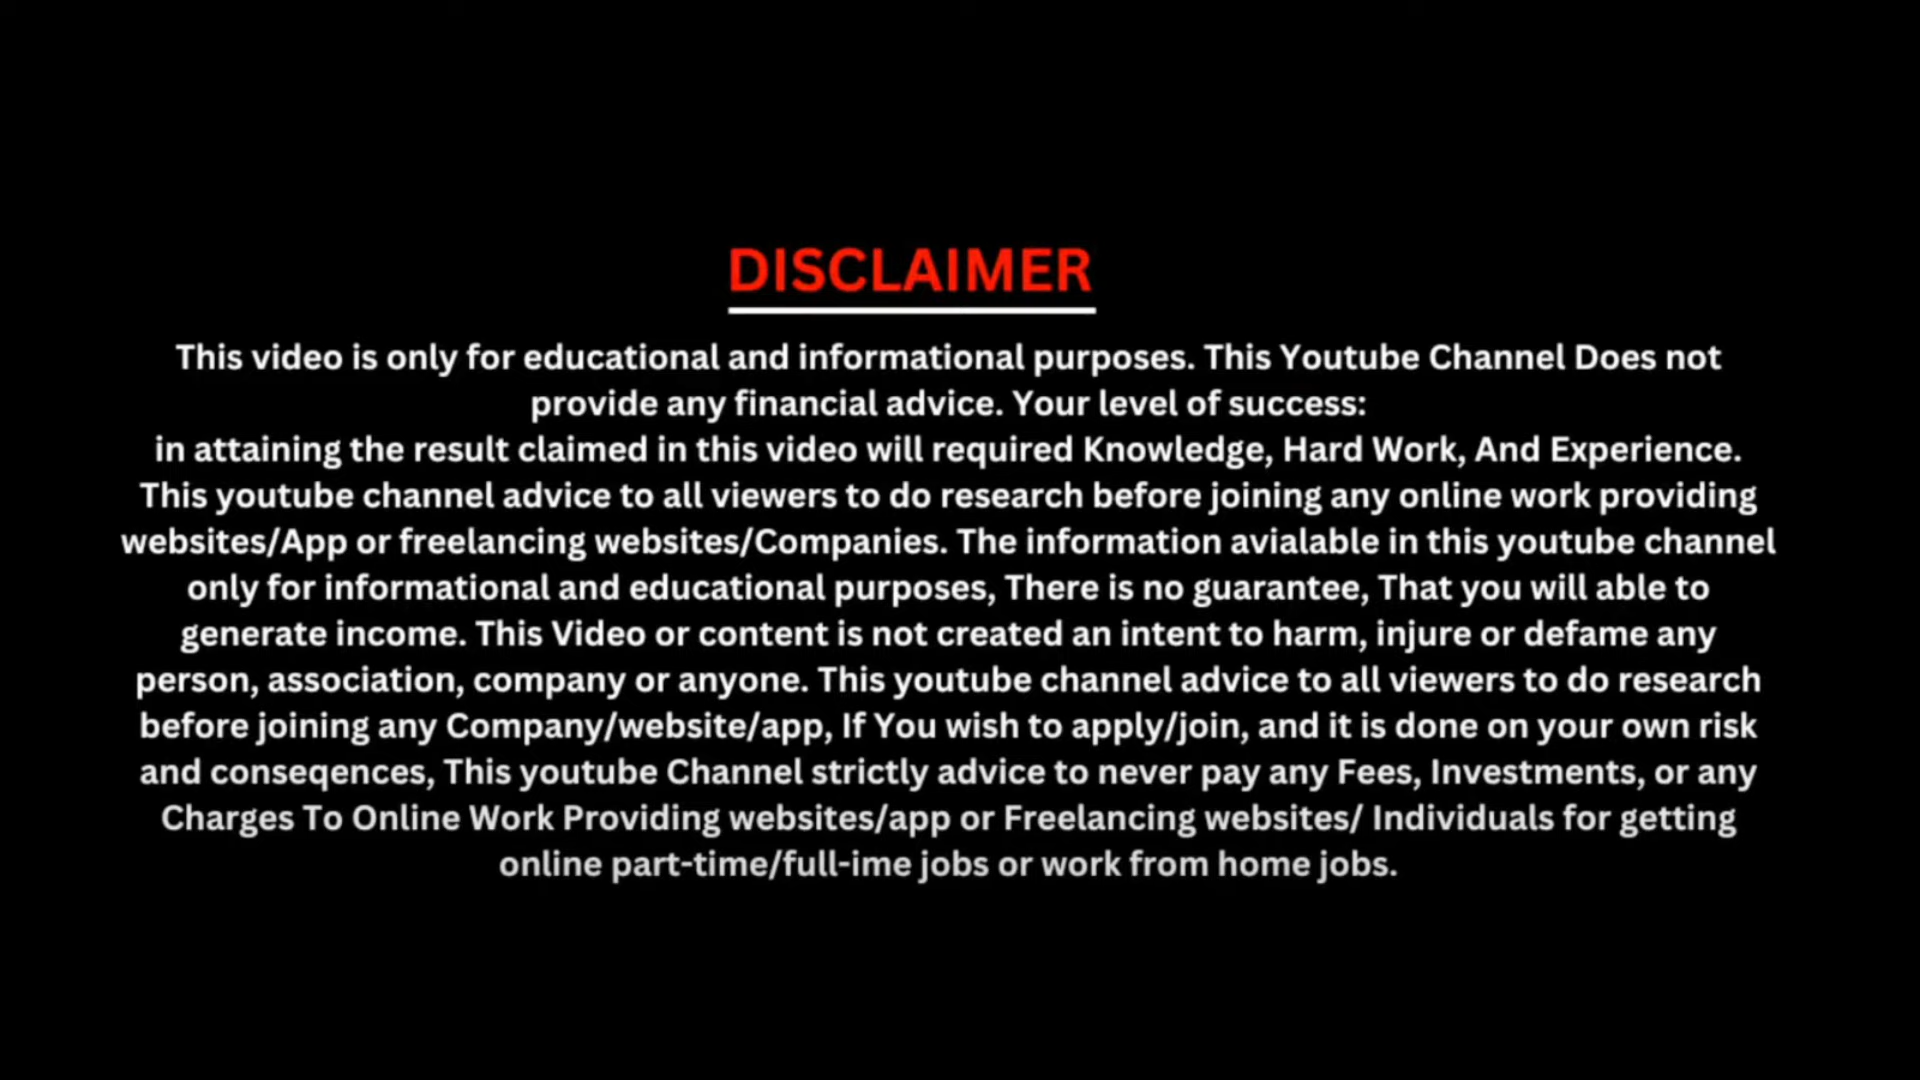 DISCLAIMER
This video is only for educational and informational purposes. This Youtube Channel Does not
provide any financial advice. Your level of success:
in attaining the result claimed in this video will required Knowledge, Hard Work, And Experience.
This youtube channel advice to all viewers to do research before joining any online work providing
websites/App or freelancing websites/Companies. The information avialable in this youtube channel
only for informational and educational purposes, There is no guarantee, That you will able to
generate income. This Video or content is not created an intent to harm, injure or defame any
person, association, company or anyone. This youtube channel advice to all viewers to do research
before joining any Company/website/app, If You wish to apply/join, and it is done on your own risk
and conseqences, This youtube Channel strictly advice to never pay any Fees, Investments, or any
Charges To Online Work Providing websites/app or Freelancing websites/ Individuals for getting
online part-time/full-ime jobs or work from home jobs.